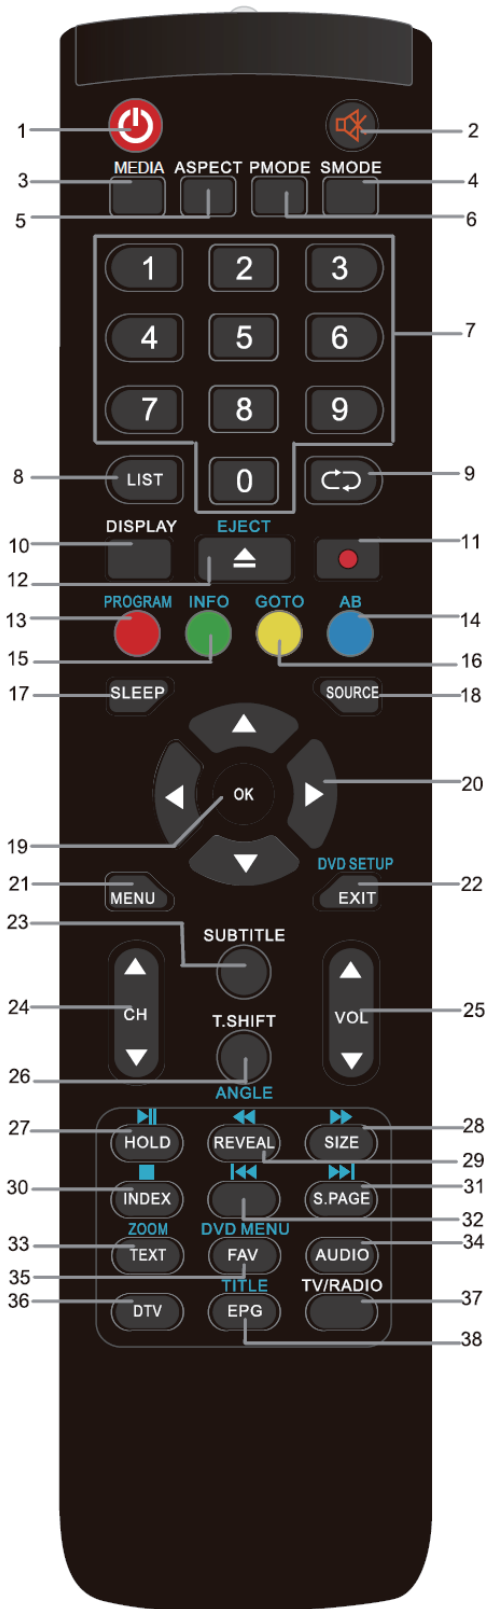 1 2
3 MEDIA ASPECT PMODE SMODE 4
5 6
1 2 3
7
4 5 6
7 8 9
8 LIST 0 9
DISPLAY EJECT
10 11
12
PROGRAM INFO GOTO AB
13 14
15 16
17 SLEEP SOURCE 18
20
OK
19
DVD SETUP
21 22
MENU EXIT
23
SUBTITLE
24 CH VOL 25
T.SHIFT
26
ANGLE
27 HOLD REVEAL SIZE 28
29
30 INDEX S.PAGE 31
32
ZOOM DVD MENU
33 TEXT FAV AUDIO 34
35
TITLE TV/RADIO
36 DTV EPG 37
38